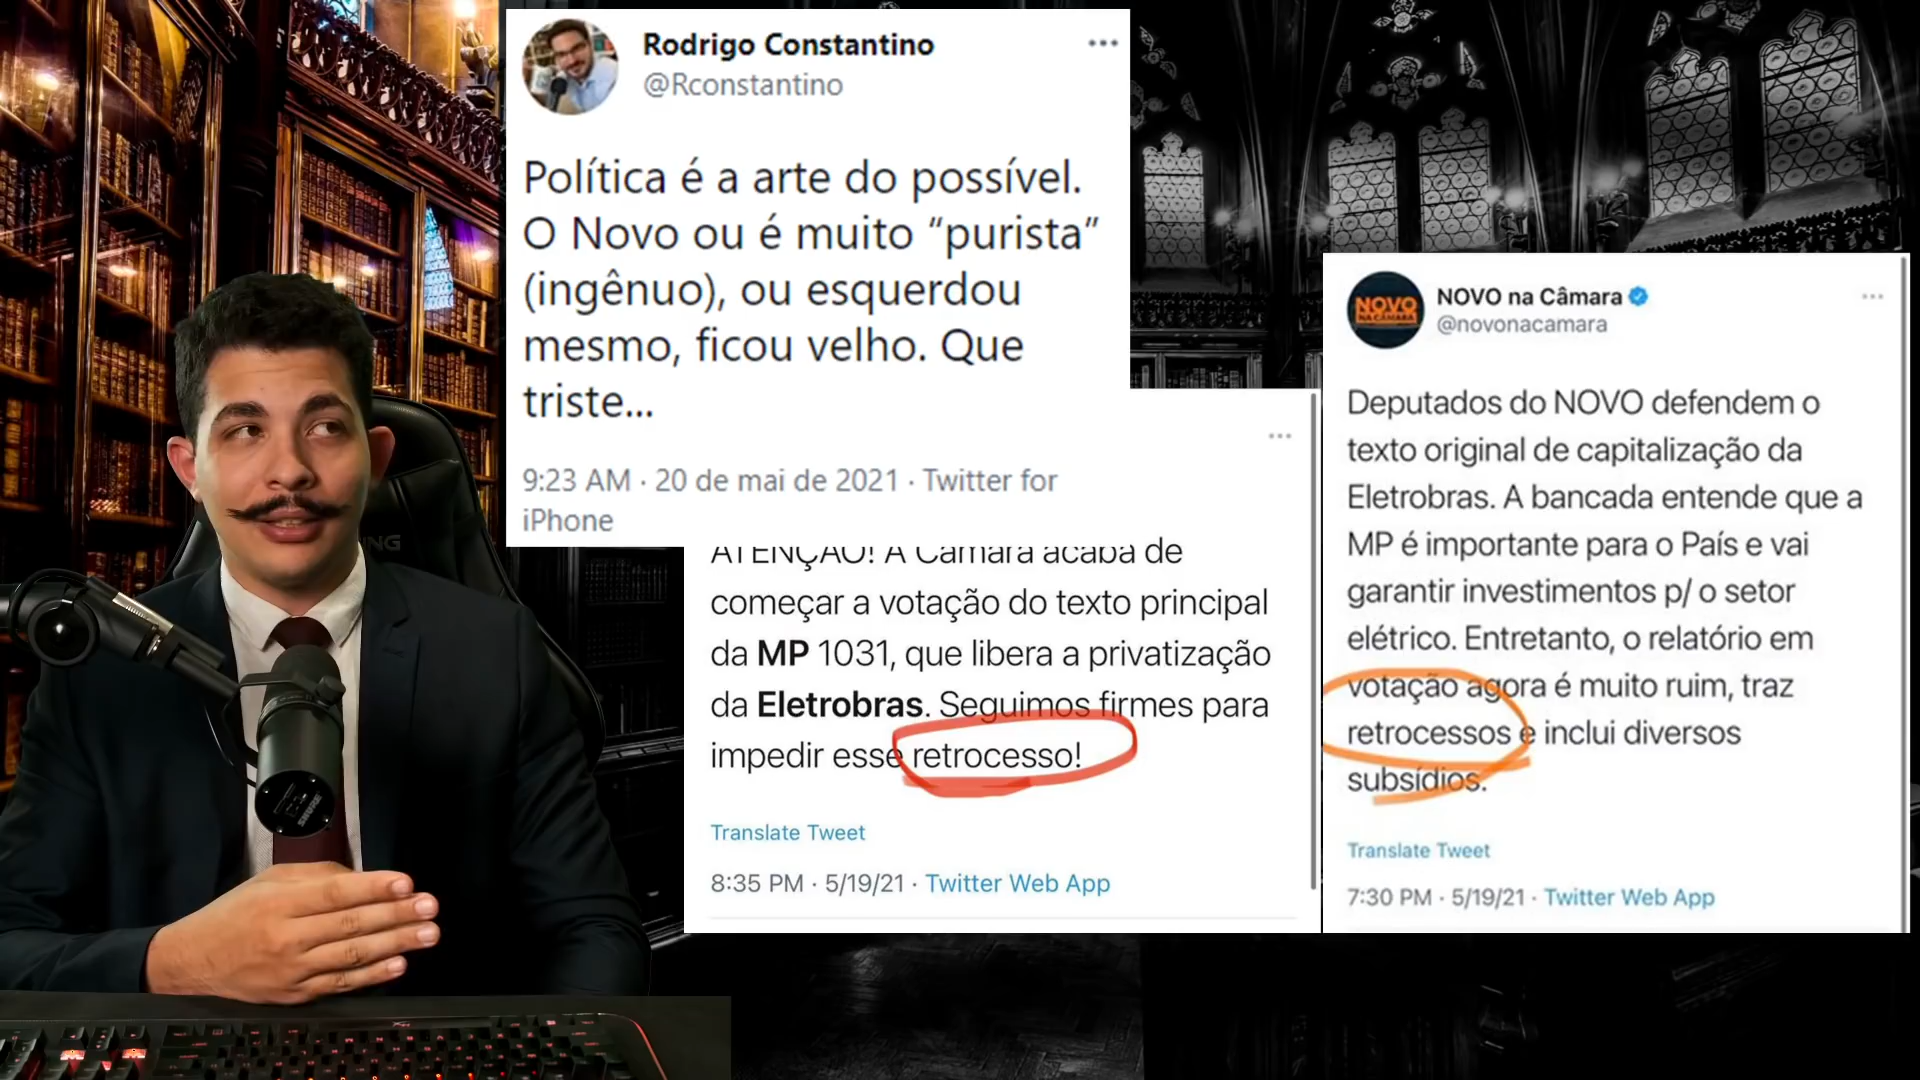 Rodrigo Constantino
@Rconstantino
Política é a arte do possível.
O Novo ou é muito “purista”
(ingênuo), ou esquerdou
mesmo, ficou velho. Que
triste...
9:23 AM · 20 de mai de 2021 · Twitter for
iPhone
ATENÇÃO! A Câmara acaba de
começar a votação do texto principal
da MP 1031, que libera a privatização
da Eletrobras. Seguimos firmes para
impedir esse retrocesso!
Translate Tweet
8:35 PM · 5/19/21 · Twitter Web App
NOVO
NA CÂMARA
NOVO na Câmara
@novonacamara
Deputados do NOVO defendem o
texto original de capitalização da
Eletrobras. A bancada entende que a
MP é importante para o País e vai
garantir investimentos p/ o setor
elétrico. Entretanto, o relatório em
votação agora é muito ruim, traz
retrocessos e inclui diversos
subsídios.
Translate Tweet
7:30 PM · 5/19/21 · Twitter Web App
SHURE